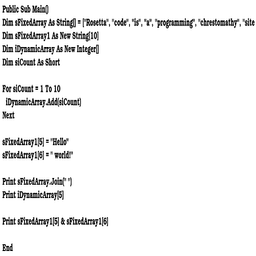 Public Sub Main()
Dim sFixedArray As String[] = ["Rosetta", "code", "is", "a", "programming", "chrestomathy", "site
Dim sFixedArray1 As New String[10]
Dim iDynamicArray As New Integer[]
Dim siCount As Short
For siCount = 1 To 10
iDynamicArray.Add(siCount)
Next
sFixedArray1[5] = "Hello"
sFixedArray1[6] = " world!"
Print sFixedArray.Join(" ")
Print iDynamicArray[5]
Print sFixedArray1[5] & sFixedArray1[6]
End